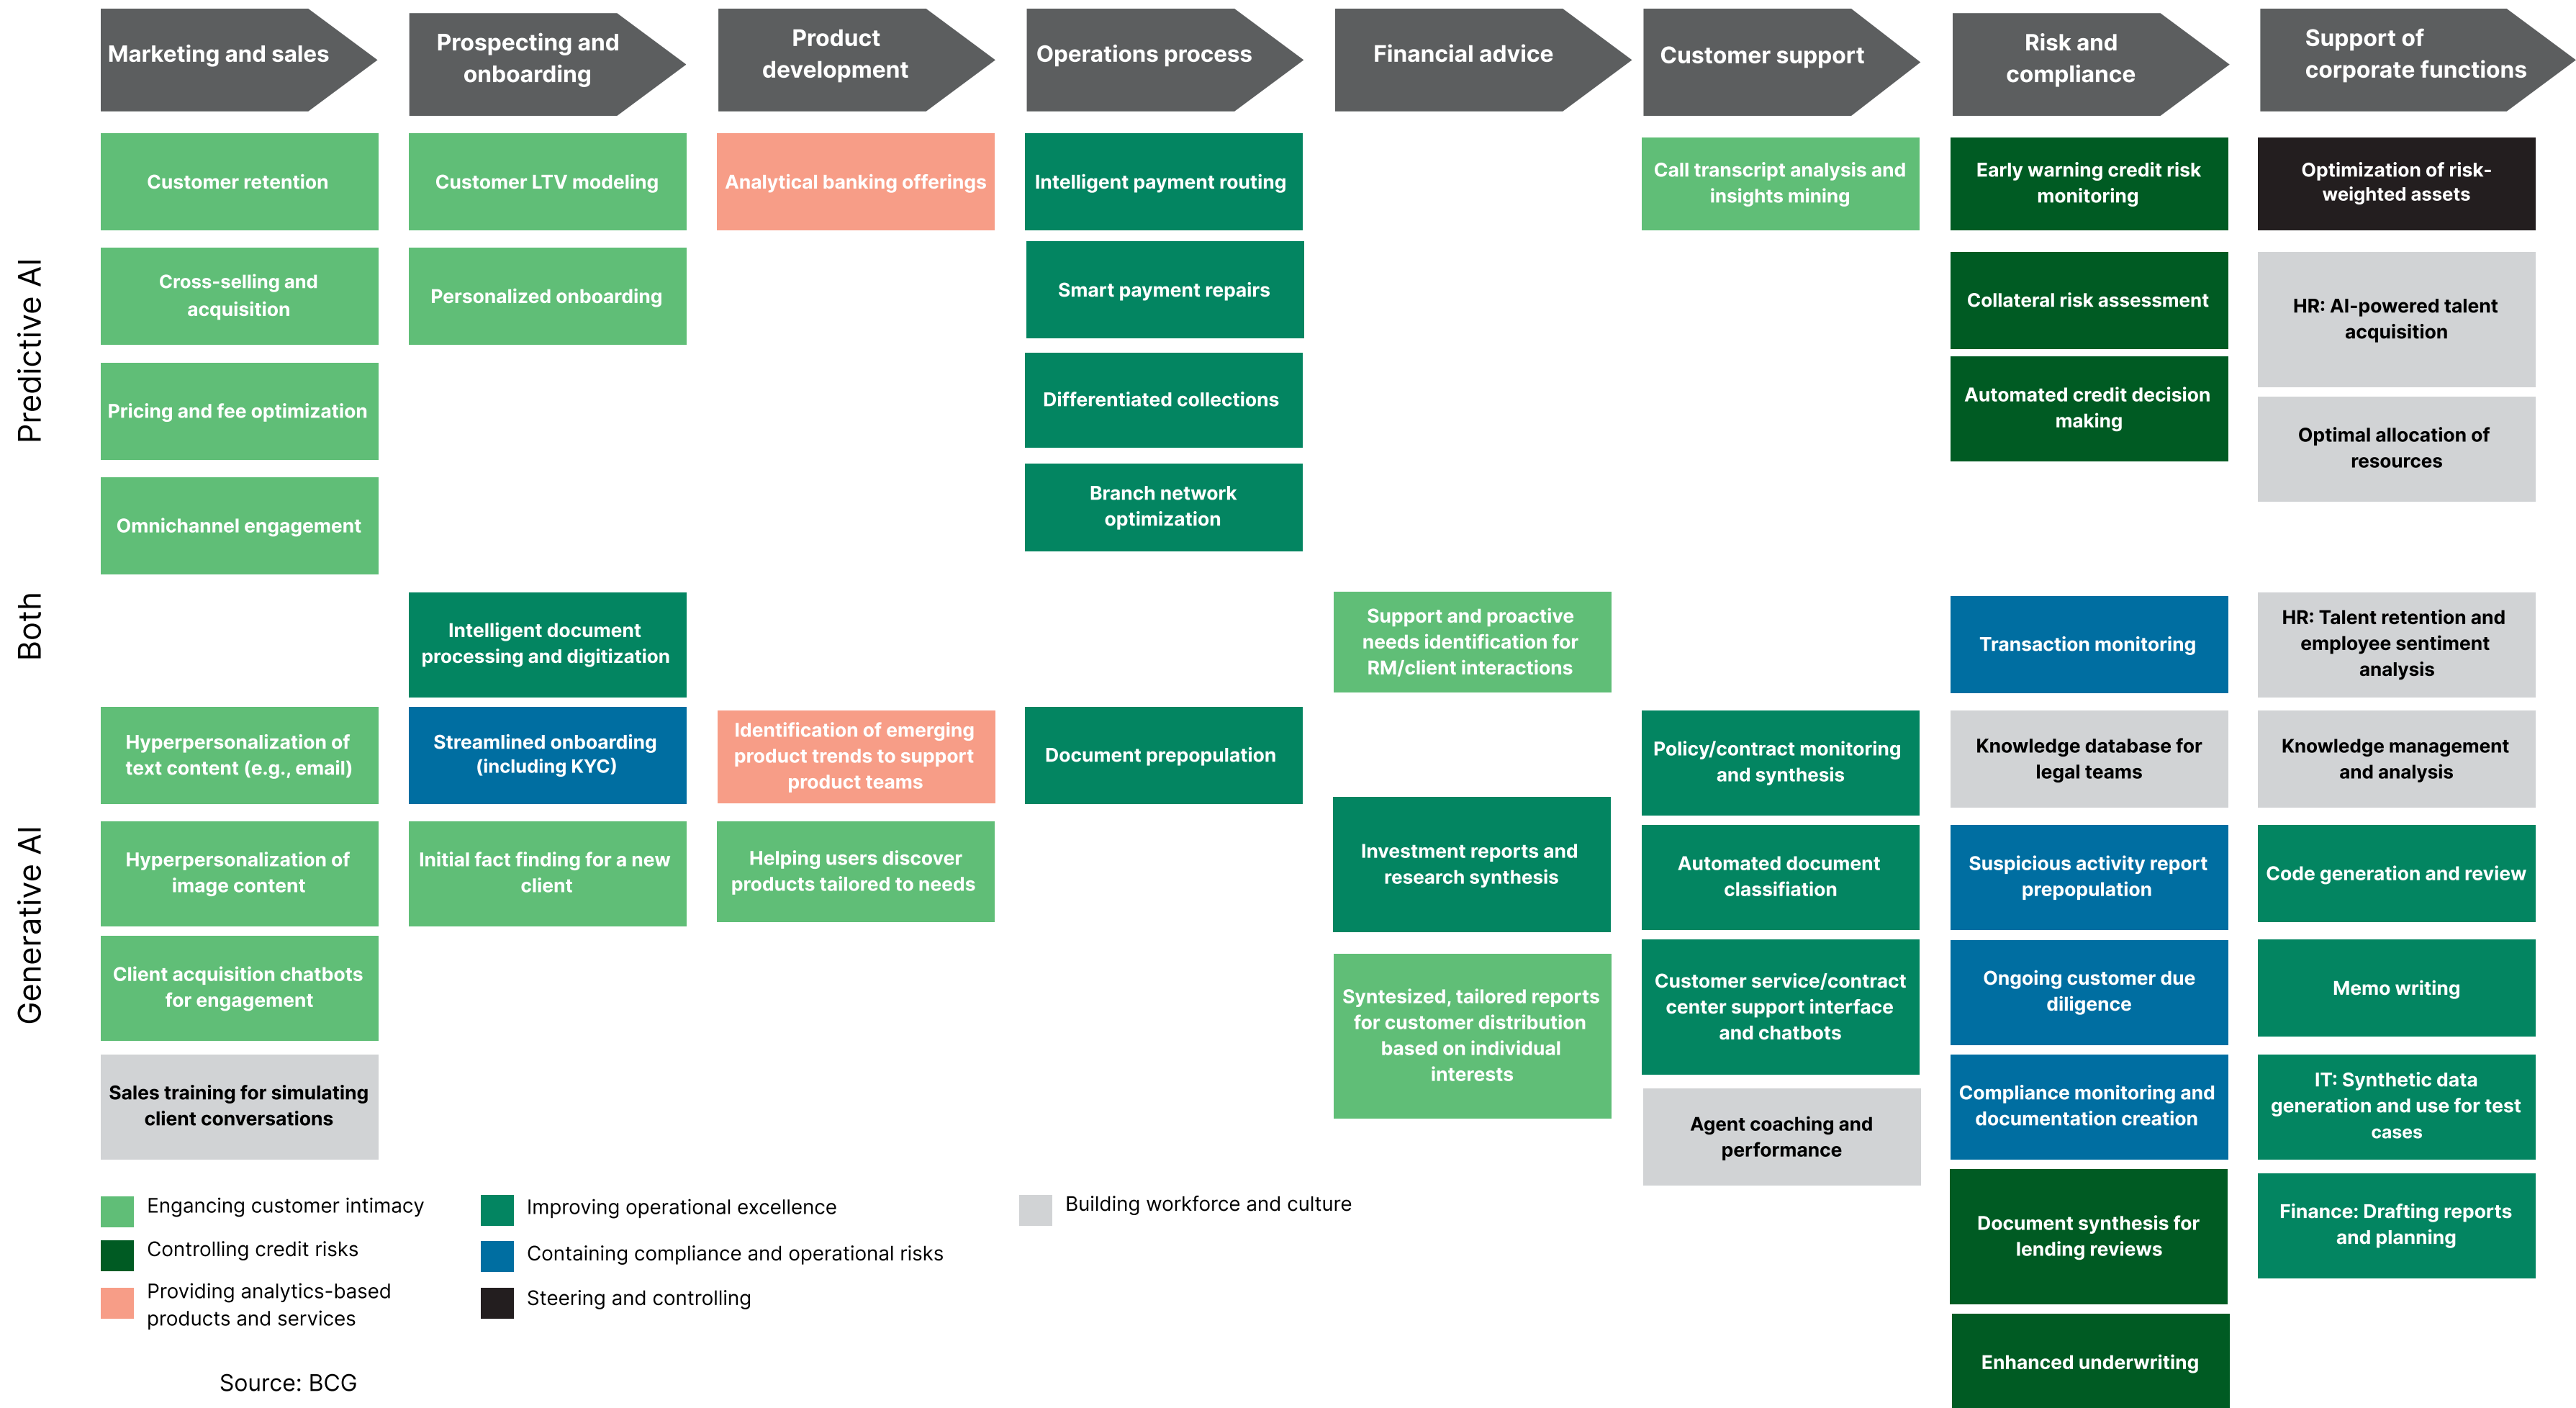 Marketing and sales
Prospecting and
onboarding
Product
development
Operations process
Financial advice
Customer support
Risk and
compliance
Support of
corporate functions
Predictive AI
Customer retention
Customer LTV modeling
Analytical banking offerings
Intelligent payment routing
Call transcript analysis and
insights mining
Early warning credit risk
monitoring
Optimization of risk-
weighted assets
Cross-selling and
acquisition
Personalized onboarding
Smart payment repairs
Collateral risk assessment
HR: AI-powered talent
acquisition
Pricing and fee optimization
Differentiated collections
Automated credit decision
making
Optimal allocation of
resources
Omnichannel engagement
Branch network
optimization
Both
Intelligent document
processing and digitization
Support and proactive
needs identification for
RM/client interactions
Transaction monitoring
HR: Talent retention and
employee sentiment
analysis
Generative AI
Hyperpersonalization of
text content (e.g., email)
Streamlined onboarding
(including KYC)
Identification of emerging
product trends to support
product teams
Document prepopulation
Policy/contract monitoring
and synthesis
Knowledge database for
legal teams
Knowledge management
and analysis
Hyperpersonalization of
image content
Initial fact finding for a new
client
Helping users discover
products tailored to needs
Investment reports and
research synthesis
Automated document
classifiation
Suspicious activity report
prepopulation
Code generation and review
Client acquisition chatbots
for engagement
Syntesized, tailored reports
for customer distribution
based on individual
interests
Customer service/contract
center support interface
and chatbots
Ongoing customer due
diligence
Memo writing
Sales training for simulating
client conversations
Agent coaching and
performance
Compliance monitoring and
documentation creation
IT: Synthetic data
generation and use for test
cases
Document synthesis for
lending reviews
Finance: Drafting reports
and planning
Enhanced underwriting
Engancing customer intimacy
Controlling credit risks
Providing analytics-based
products and services
Improving operational excellence
Containing compliance and operational risks
Steering and controlling
Building workforce and culture
Source: BCG